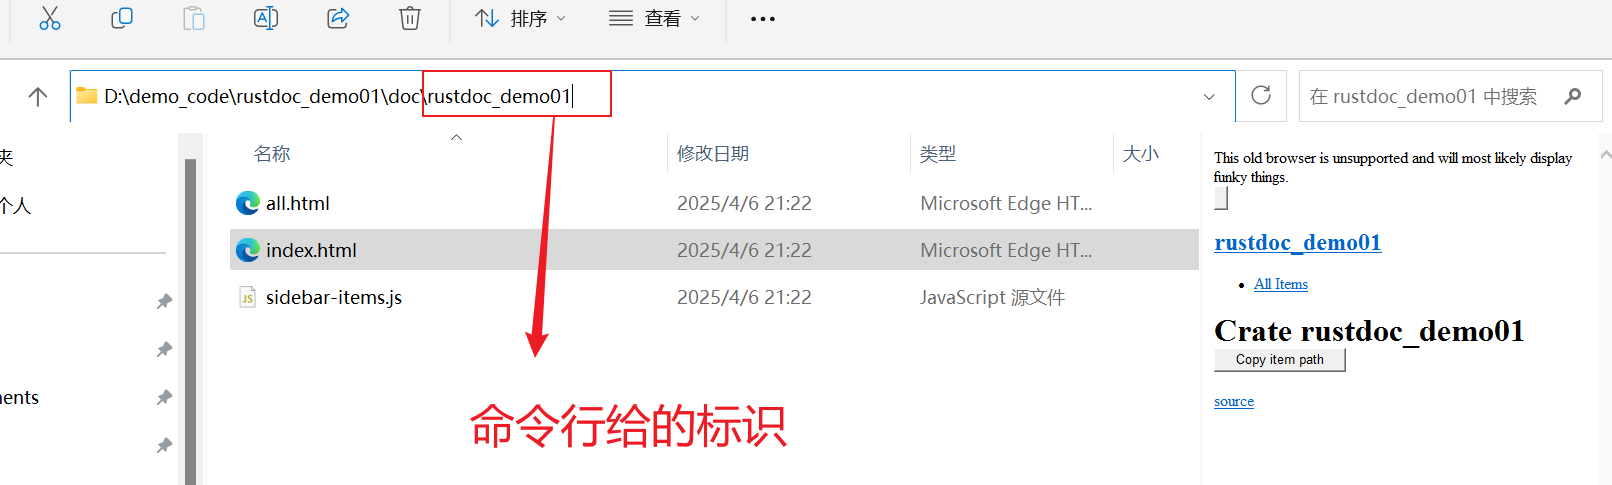 排序
查看
D:\demo_code\rustdoc_demo01\doc\rustdoc_demo01
在 rustdoc_demo01 中搜索
夹
个人
名称
修改日期
类型
大小
all.html
2025/4/6 21:22
Microsoft Edge HT...
index.html
2025/4/6 21:22
Microsoft Edge HT...
JS
sidebar-items.js
2025/4/6 21:22
JavaScript 源文件
命令行给的标识
This old browser is unsupported and will most likely display
funky things.
rustdoc_demo01
All Items
Crate rustdoc_demo01
Copy item path
source